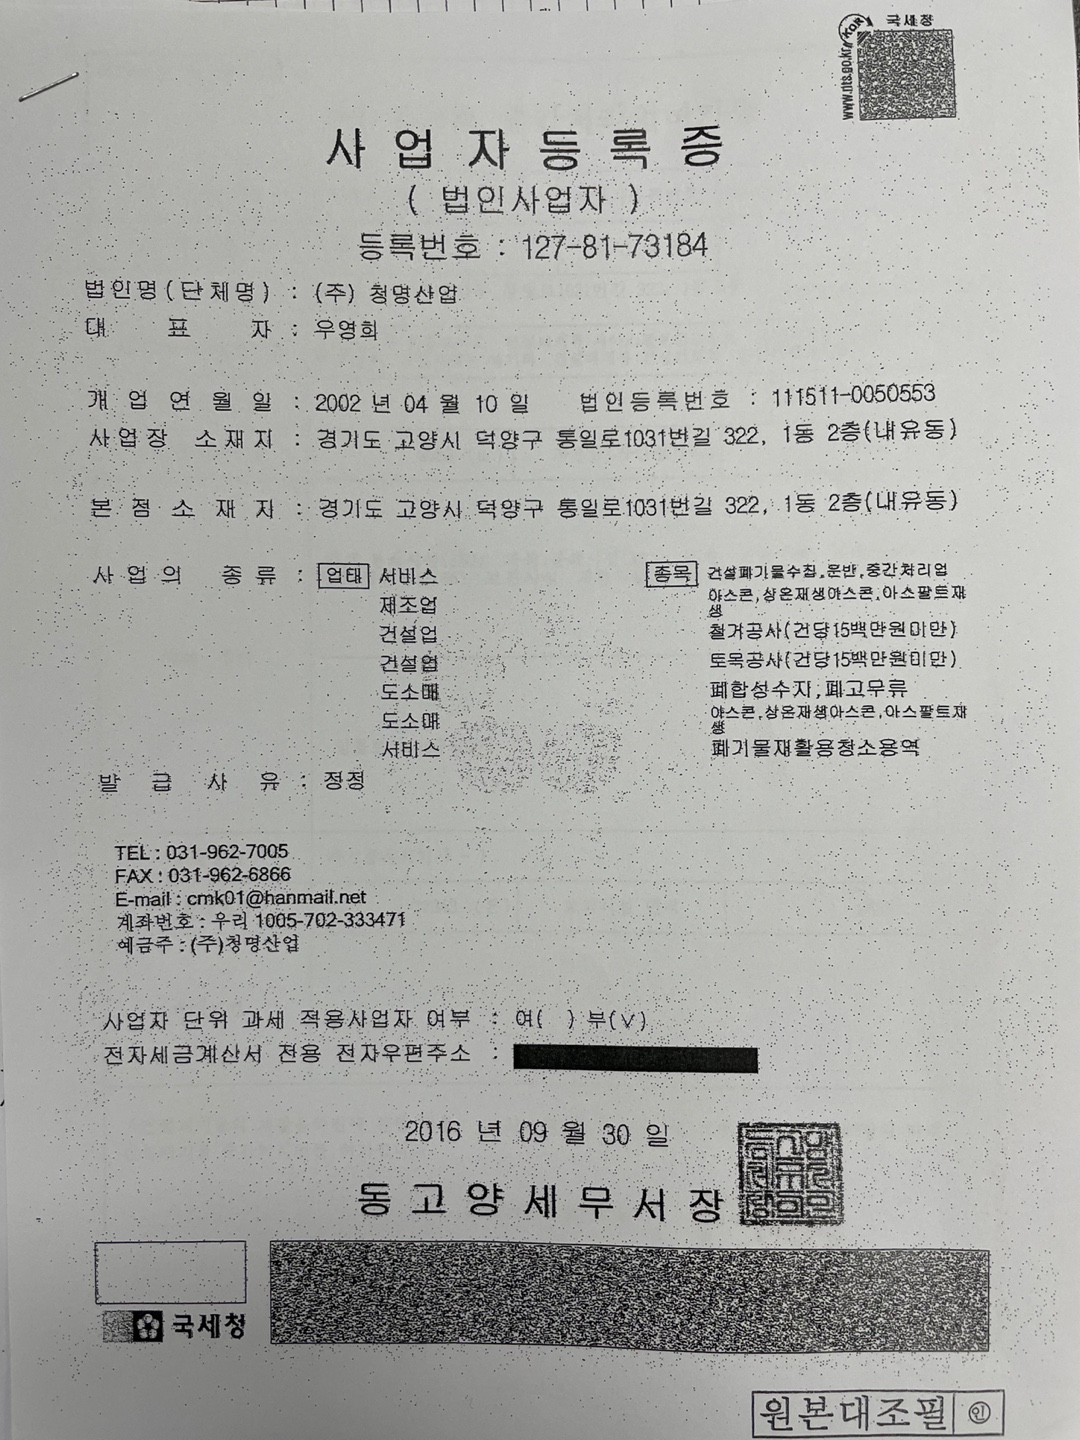 국세청
www.nts.go.kr
사업자등록증
( 법인사업자 )
등록번호 : 127-81-73184
법인명(단체명) : (주) 청명산업
대 표 자 : 우영희
개업연월일 : 2002 년 04 월 10 일 법인등록번호 : 111511-0050553
사업장 소재지 : 경기도 고양시 덕양구 통일로1031번길 322, 1동 2층(내유동)
본점소재지 : 경기도 고양시 덕양구 통일로1031번길 322, 1동 2층(내유동)
사업의 종류 : 업태 서비스 종목 건설폐기물수집,운반,중간처리업
제조업 아스콘,상온재생아스콘,아스팔트재생
건설업 철거공사(건당15백만원미만)
건설업 토목공사(건당15백만원미만)
도소매 폐합성수지,폐고무류
도소매 아스콘,상온재생아스콘,아스팔트재생
서비스 폐기물재활용청소용역
발급사유 : 정정
TEL : 031-962-7005
FAX : 031-962-6866
E-mail : cmk01@hanmail.net
계좌번호 : 우리 1005-702-333471
예금주 : (주)청명산업
사업자 단위 과세 적용사업자 여부 : 여( ) 부(∨)
전자세금계산서 전용 전자우편주소 :
2016 년 09 월 30 일
동고양세무서장
국세청
원본대조필 인